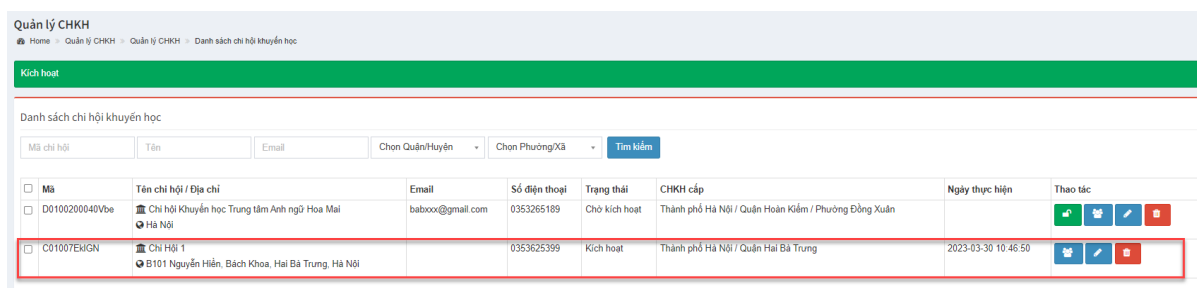 Quản lý CHKH
Home » Quản lý CHKH » Quản lý CHKH » Danh sách chi hội khuyến học
Kích hoạt
Danh sách chi hội khuyến học
Mã chi hội Tên Email Chọn Quận/Huyện Chọn Phường/Xã Tìm kiếm
Mã Tên chi hội / Địa chỉ Email Số điện thoại Trạng thái CHKH cấp Ngày thực hiện Thao tác
D0100200040Vbe Chi hội Khuyến học Trung tâm Anh ngữ Hoa Mai babxxx@gmail.com 0353265189 Chờ kích hoạt Thành phố Hà Nội / Quận Hoàn Kiếm / Phường Đồng Xuân
Hà Nội
C01007EkIGN Chi Hội 1 0353625399 Kích hoạt Thành phố Hà Nội / Quận Hai Bà Trưng 2023-03-30 10:46:50
B101 Nguyễn Hiền, Bách Khoa, Hai Bà Trưng, Hà Nội